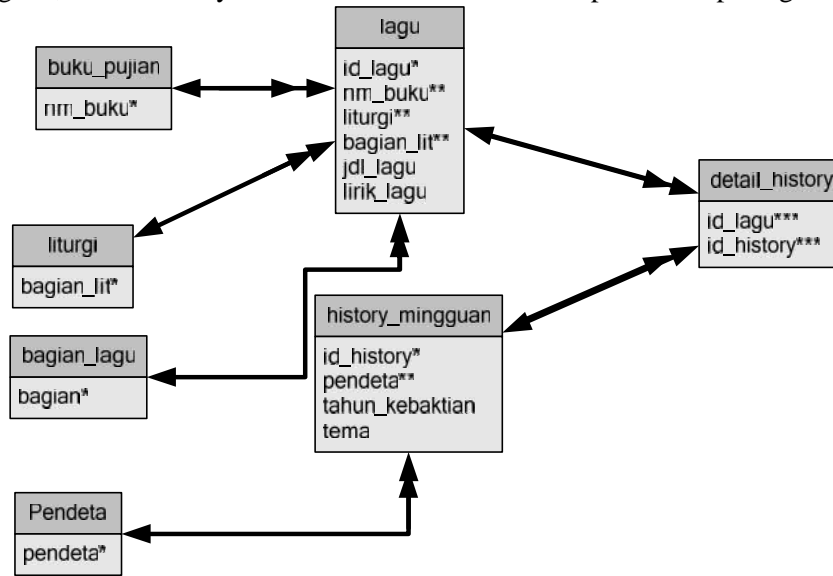 lagu
id_lagu*
nm_buku**
liturgi**
bagian_lit**
jdl_lagu
lirik_lagu
buku_pujian
nm_buku*
liturgi
bagian_lit*
detail_history
id_lagu***
id_history***
bagian_lagu
bagian*
history_mingguan
id_history*
pendeta**
tahun_kebaktian
tema
Pendeta
pendeta*